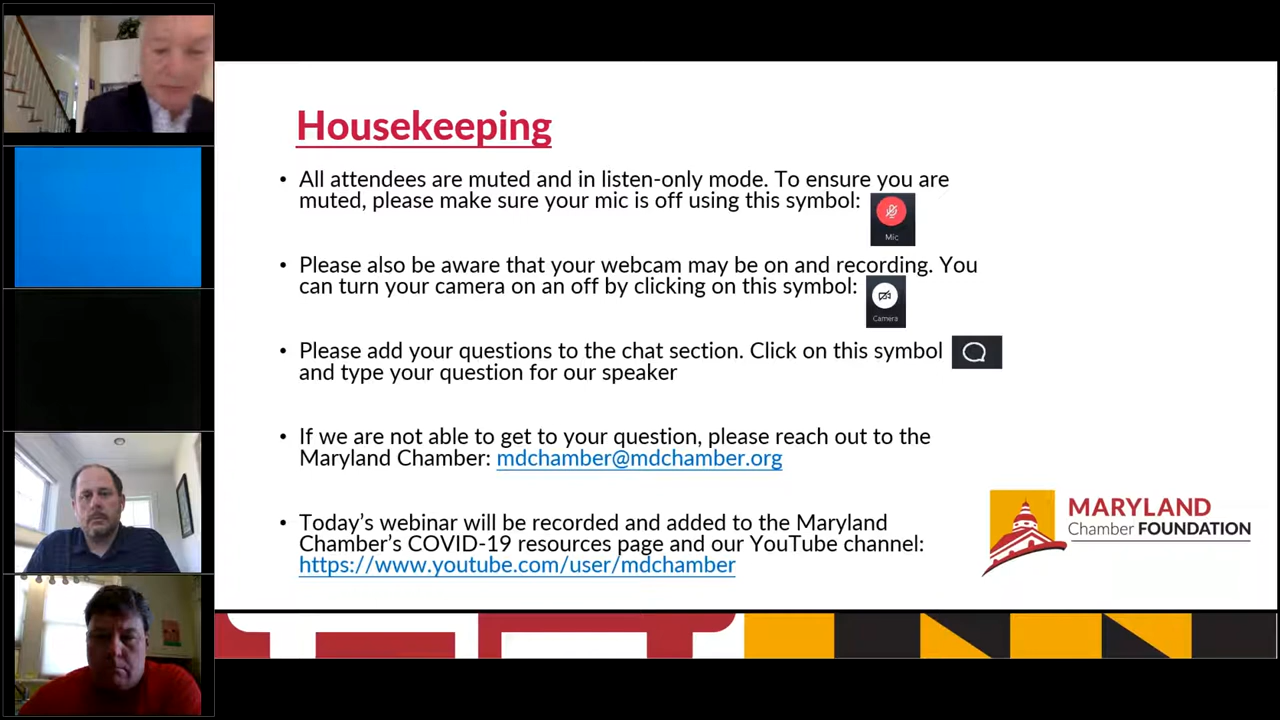 Housekeeping
• All attendees are muted and in listen-only mode. To ensure you are
muted, please make sure your mic is off using this symbol:
Mic
• Please also be aware that your webcam may be on and recording. You
can turn your camera on an off by clicking on this symbol:
Camera
• Please add your questions to the chat section. Click on this symbol
and type your question for our speaker
• If we are not able to get to your question, please reach out to the
Maryland Chamber: mdchamber@mdchamber.org
• Today’s webinar will be recorded and added to the Maryland
Chamber’s COVID-19 resources page and our YouTube channel:
https://www.youtube.com/user/mdchamber
MARYLAND
Chamber FOUNDATION